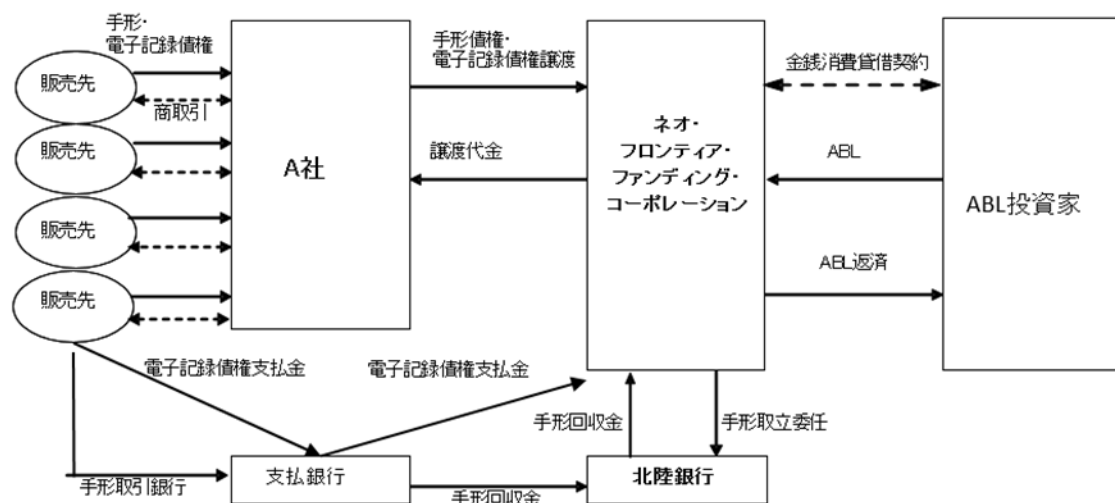 手形・
電子記録債権
販売先
商取引
販売先
販売先
販売先
A社
手形債権・
電子記録債権譲渡
譲渡代金
ネオ・
フロンティア・
ファンディング・
コーポレーション
金銭消費貸借契約
ABL
ABL返済
ABL投資家
電子記録債権支払金
電子記録債権支払金
手形回収金
手形取立委任
手形取引銀行
支払銀行
手形回収金
北陸銀行